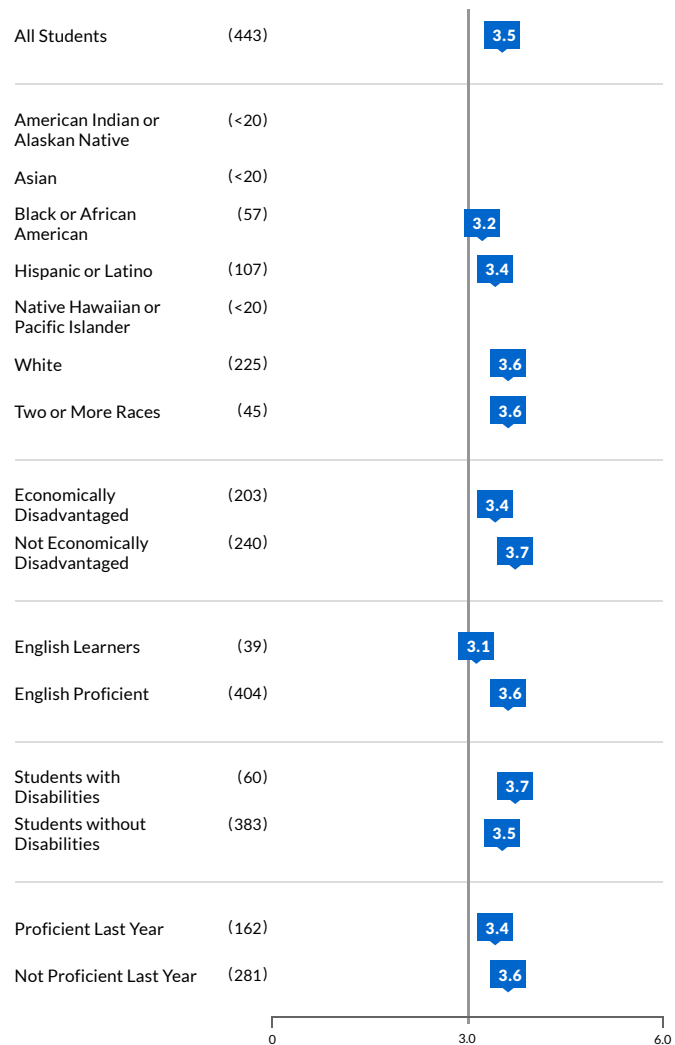 All Students (443) 3.5
American Indian or (<20)
Alaskan Native
Asian (<20)
Black or African (57) 3.2
American
Hispanic or Latino (107) 3.4
Native Hawaiian or (<20)
Pacific Islander
White (225) 3.6
Two or More Races (45) 3.6
Economically (203) 3.4
Disadvantaged
Not Economically (240) 3.7
Disadvantaged
English Learners (39) 3.1
English Proficient (404) 3.6
Students with (60) 3.7
Disabilities
Students without (383) 3.5
Disabilities
Proficient Last Year (162) 3.4
Not Proficient Last Year (281) 3.6
0 3.0 6.0